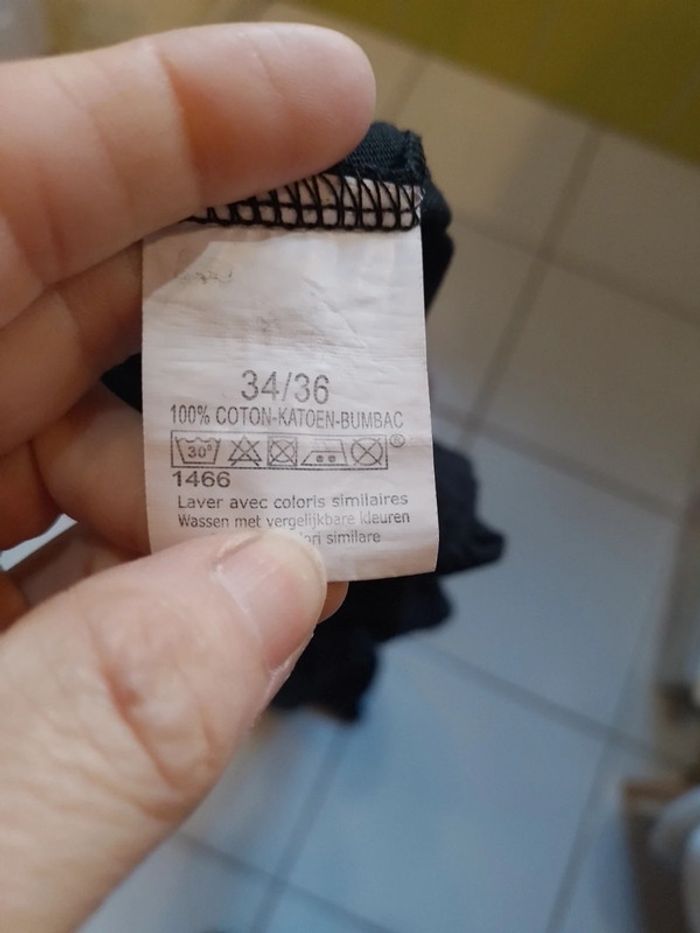 34/36
100% COTON-KATOEN-BUMBAC
30° ®
1466
Laver avec coloris similaires
Wassen met vergelijkbare kleuren
similare